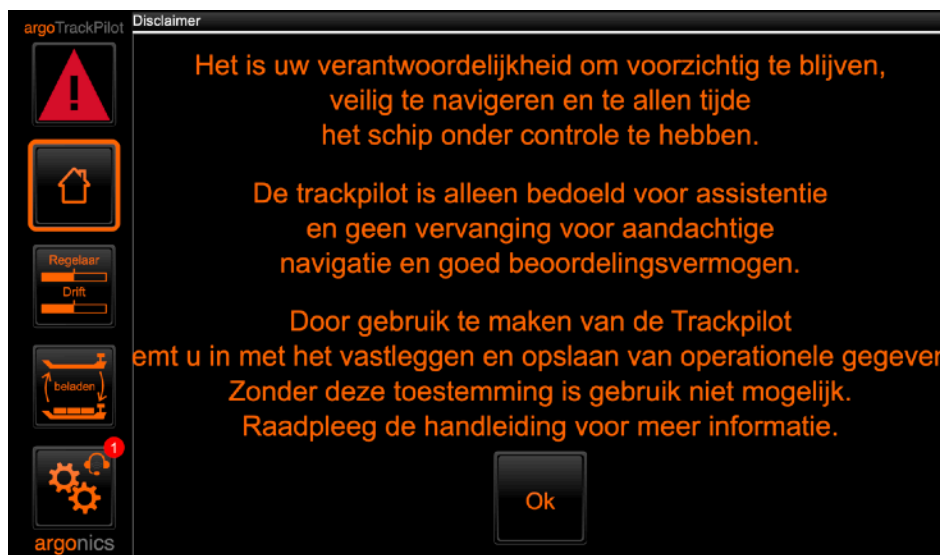 argoTrackPilot
Disclaimer
Het is uw verantwoordelijkheid om voorzichtig te blijven,
veilig te navigeren en te allen tijde
het schip onder controle te hebben.
De trackpilot is alleen bedoeld voor assistentie
en geen vervanging voor aandachtige
navigatie en goed beoordelingsvermogen.
Door gebruik te maken van de Trackpilot
emt u in met het vastleggen en opslaan van operationele gegeven
Zonder deze toestemming is gebruik niet mogelijk.
Raadpleeg de handleiding voor meer informatie.
Ok
Regelaar
Drift
beladen
1
argonics